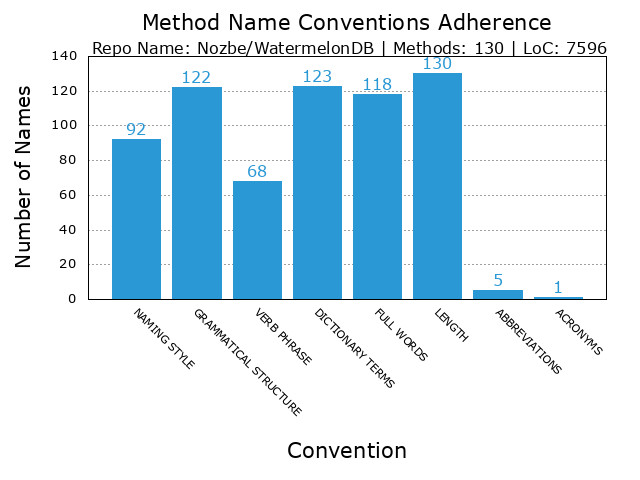 Method Name Conventions Adherence
Repo Name: Nozbe/WatermelonDB | Methods: 130 | LoC: 7596
Number of Names
140
120
100
80
60
40
20
0
92
122
68
123
118
130
5
1
NAMING STYLE
GRAMMATICAL STRUCTURE
VERB PHRASE
DICTIONARY TERMS
FULL WORDS
LENGTH
ABBREVIATIONS
ACRONYMS
Convention